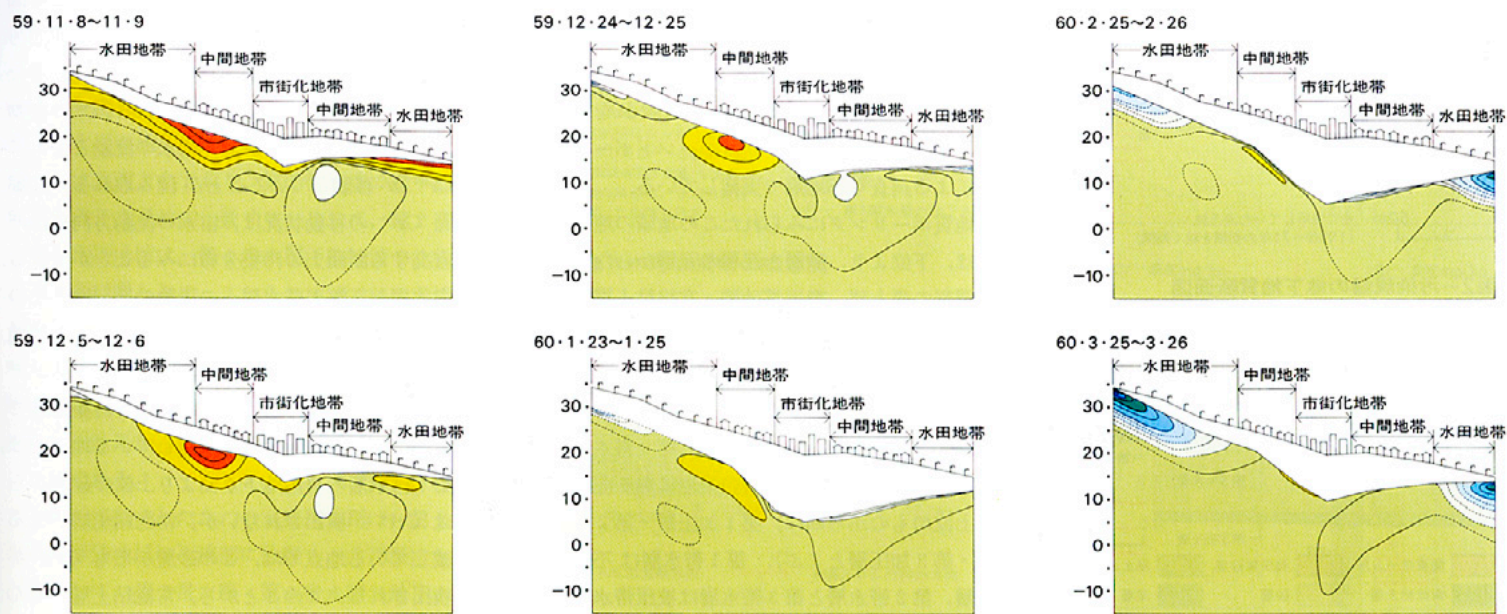 59・11・8〜11・9
水田地帯
中間地帯
市街化地帯
中間地帯
水田地帯
30
20
10
0
−10
59・12・24〜12・25
水田地帯
中間地帯
市街化地帯
中間地帯
水田地帯
30
20
10
0
−10
60・2・25〜2・26
水田地帯
中間地帯
市街化地帯
中間地帯
水田地帯
30
20
10
0
−10
59・12・5〜12・6
水田地帯
中間地帯
市街化地帯
中間地帯
水田地帯
30
20
10
0
−10
60・1・23〜1・25
水田地帯
中間地帯
市街化地帯
中間地帯
水田地帯
30
20
10
0
−10
60・3・25〜3・26
水田地帯
中間地帯
市街化地帯
中間地帯
水田地帯
30
20
10
0
−10